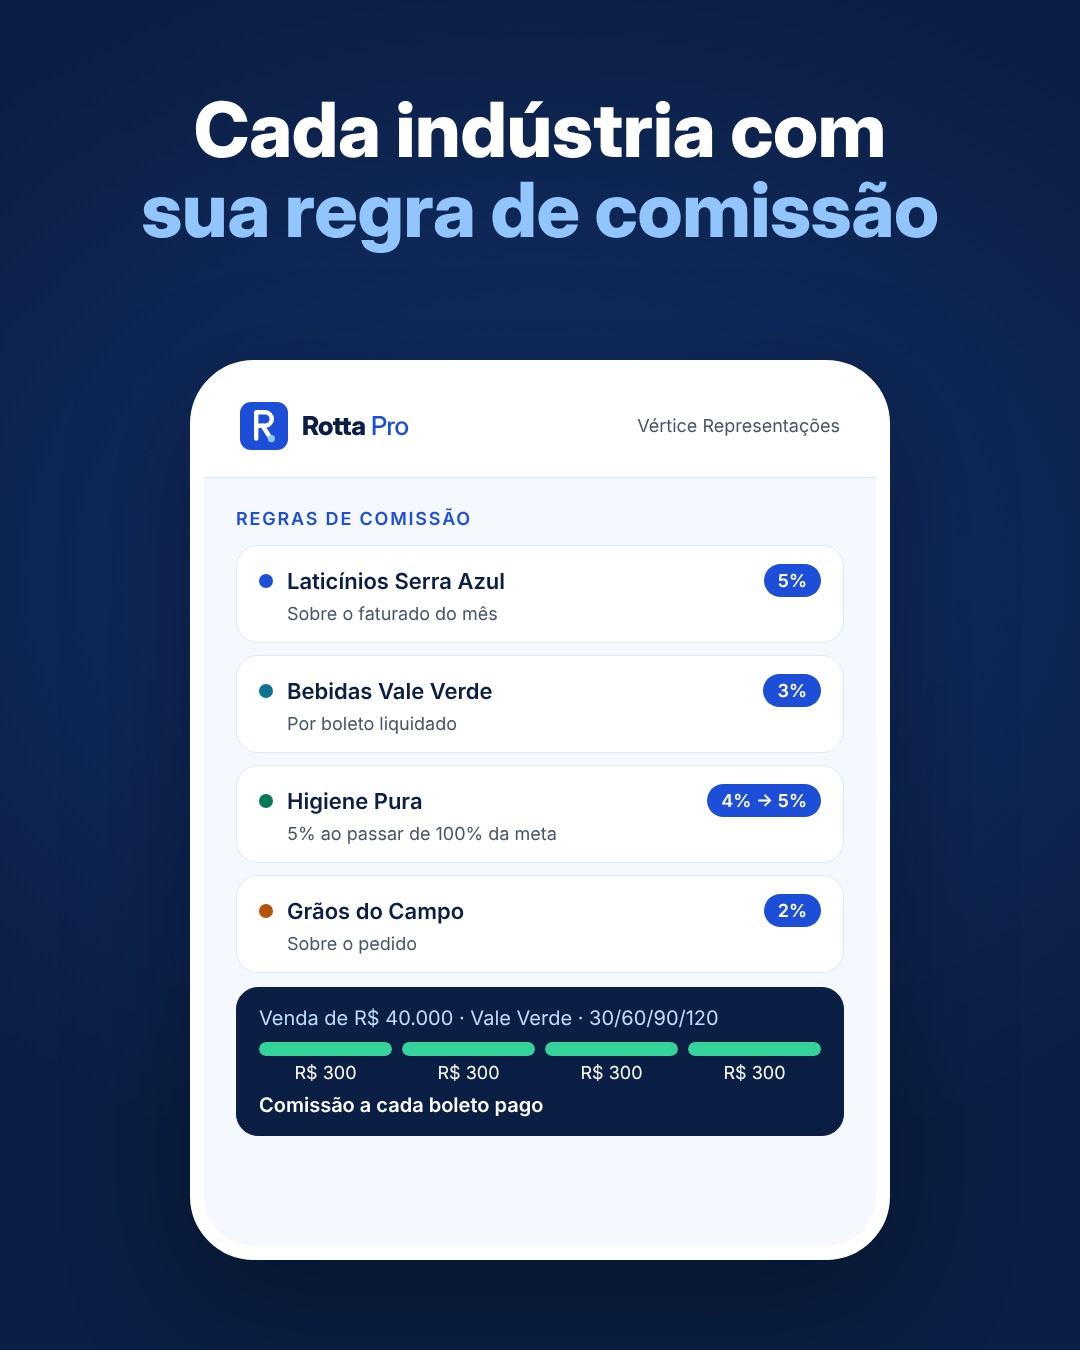 Cada indústria com
sua regra de comissão
Rotta Pro
Vértice Representações
REGRAS DE COMISSÃO
Laticínios Serra Azul
5%
Sobre o faturado do mês
Bebidas Vale Verde
3%
Por boleto liquidado
Higiene Pura
4% → 5%
5% ao passar de 100% da meta
Grãos do Campo
2%
Sobre o pedido
Venda de R$ 40.000 · Vale Verde · 30/60/90/120
R$ 300 R$ 300 R$ 300 R$ 300
Comissão a cada boleto pago